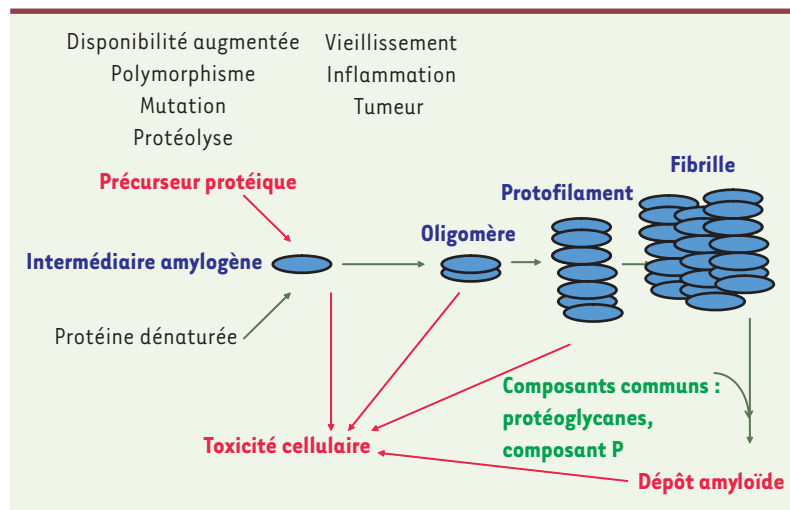 Disponibilité augmentée
Polymorphisme
Mutation
Protéolyse
Vieillissement
Inflammation
Tumeur
Précurseur protéique
Intermédiaire amylogène
Protéine dénaturée
Oligomère
Protofilament
Fibrille
Toxicité cellulaire
Composants communs :
protéoglycanes,
composant P
Dépôt amyloïde